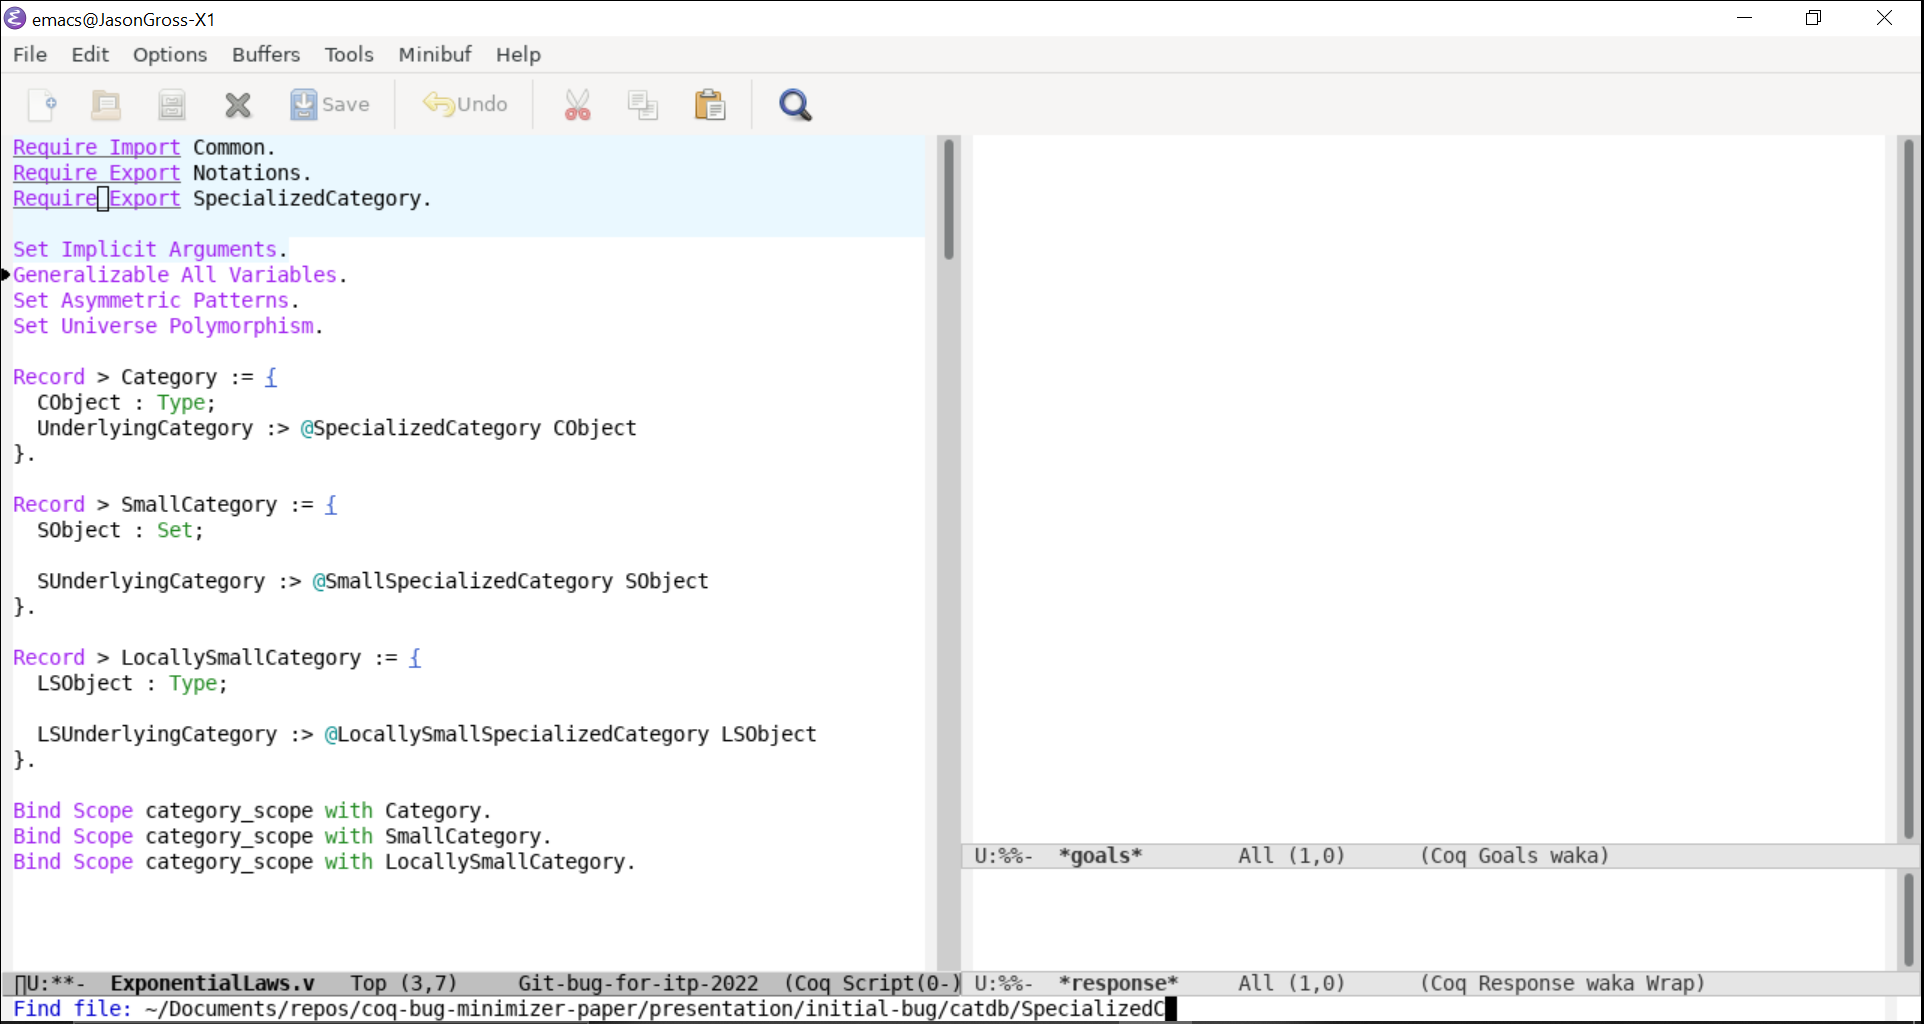 emacs@JasonGross-X1
File Edit Options Buffers Tools Minibuf Help
Save Undo
Require Import Common.
Require Export Notations.
Require Export SpecializedCategory.
Set Implicit Arguments.
Generalizable All Variables.
Set Asymmetric Patterns.
Set Universe Polymorphism.
Record > Category := {
  CObject : Type;
  UnderlyingCategory :> @SpecializedCategory CObject
}.
Record > SmallCategory := {
  SObject : Set;
  SUnderlyingCategory :> @SmallSpecializedCategory SObject
}.
Record > LocallySmallCategory := {
  LSObject : Type;
  LSUnderlyingCategory :> @LocallySmallSpecializedCategory LSObject
}.
Bind Scope category_scope with Category.
Bind Scope category_scope with SmallCategory.
Bind Scope category_scope with LocallySmallCategory.
U:**-  ExponentialLaws.v   Top (3,7)     Git-bug-for-itp-2022  (Coq Script(0-)
U:%%-  *goals*        All (1,0)      (Coq Goals waka)
U:%%-  *response*     All (1,0)      (Coq Response waka Wrap)
Find file: ~/Documents/repos/coq-bug-minimizer-paper/presentation/initial-bug/catdb/SpecializedC